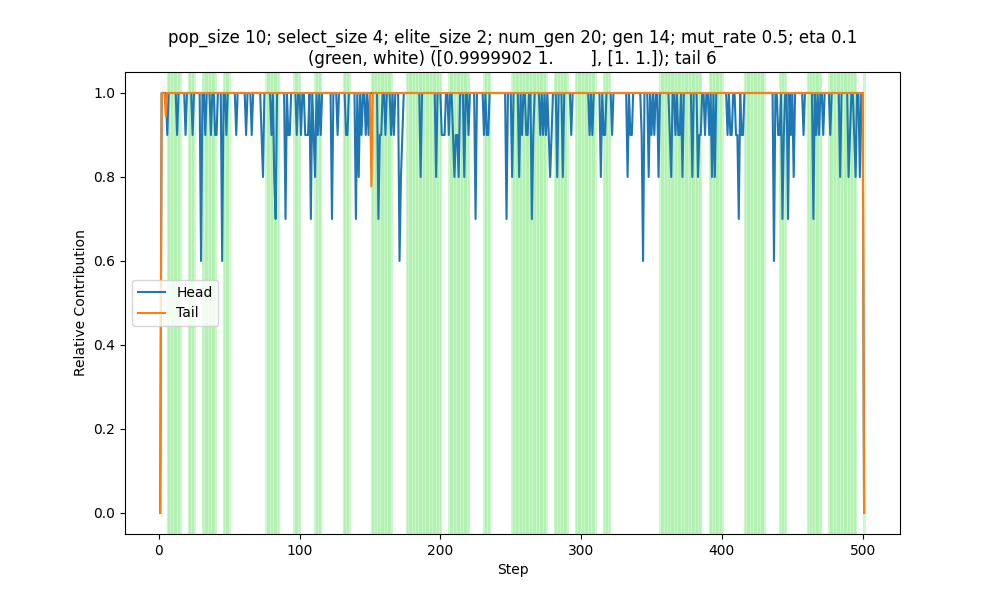 pop_size 10; select_size 4; elite_size 2; num_gen 20; gen 14; mut_rate 0.5; eta 0.1
(green, white) ([0.9999902 1.        ], [1. 1.]); tail 6
1.0
0.8
0.6
0.4
0.2
0.0
Relative Contribution
Head
Tail
0
100
200
300
400
500
Step